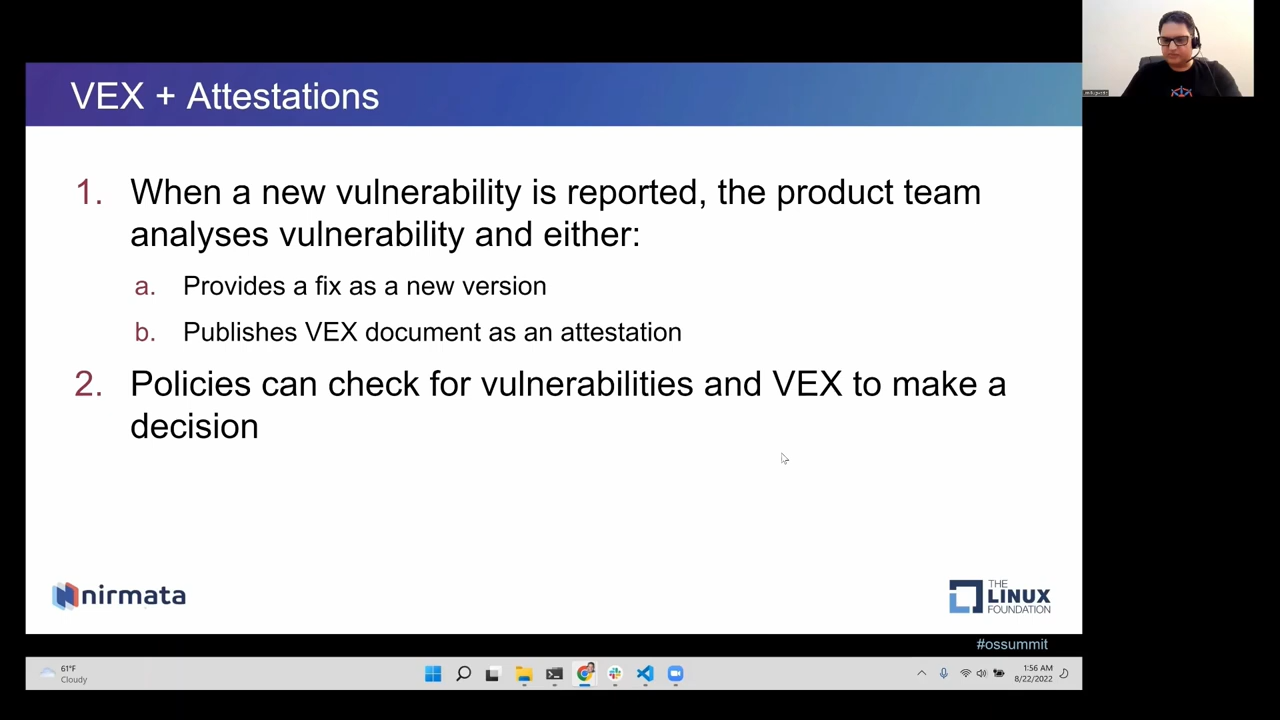 VEX + Attestations
1. When a new vulnerability is reported, the product team
analyses vulnerability and either:
a. Provides a fix as a new version
b. Publishes VEX document as an attestation
2. Policies can check for vulnerabilities and VEX to make a
decision
nirmata
THE
LINUX
FOUNDATION
#ossummit
61°F
Cloudy
1:56 AM
8/22/2022